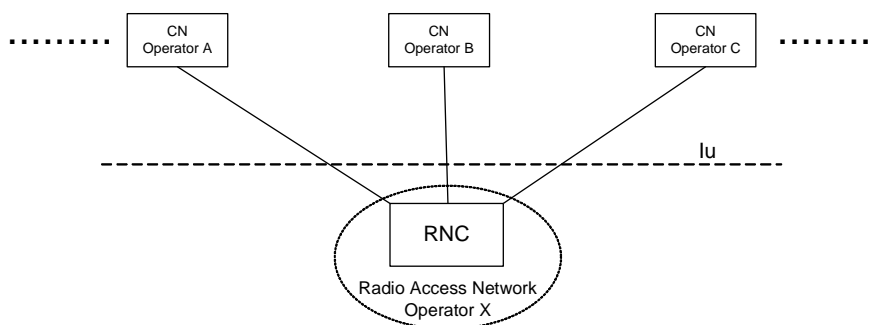 CN
Operator A
CN
Operator B
CN
Operator C
Iu
RNC
Radio Access Network
Operator X